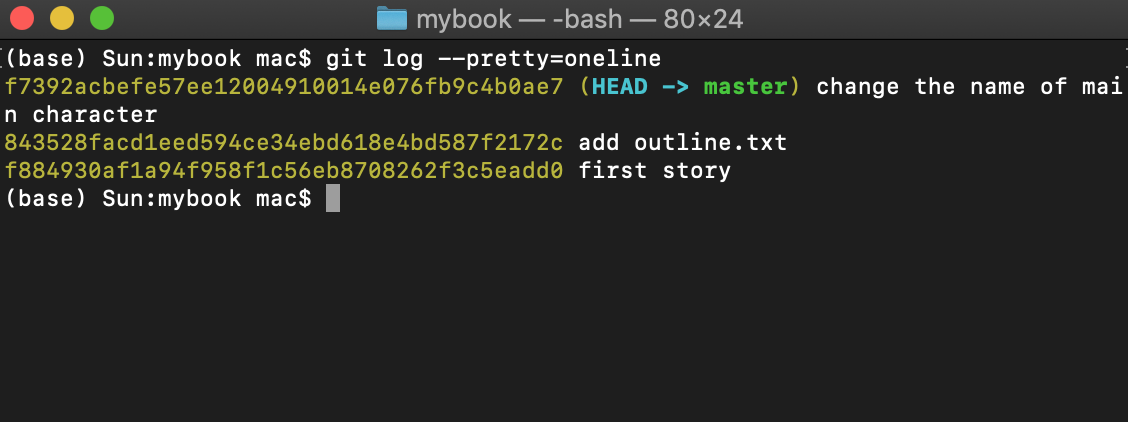 mybook — -bash — 80×24
(base) Sun:mybook mac$ git log --pretty=oneline
f7392acbefe57ee12004910014e076fb9c4b0ae7 (HEAD -> master) change the name of mai
n character
843528facd1eed594ce34ebd618e4bd587f2172c add outline.txt
f884930af1a94f958f1c56eb8708262f3c5eadd0 first story
(base) Sun:mybook mac$